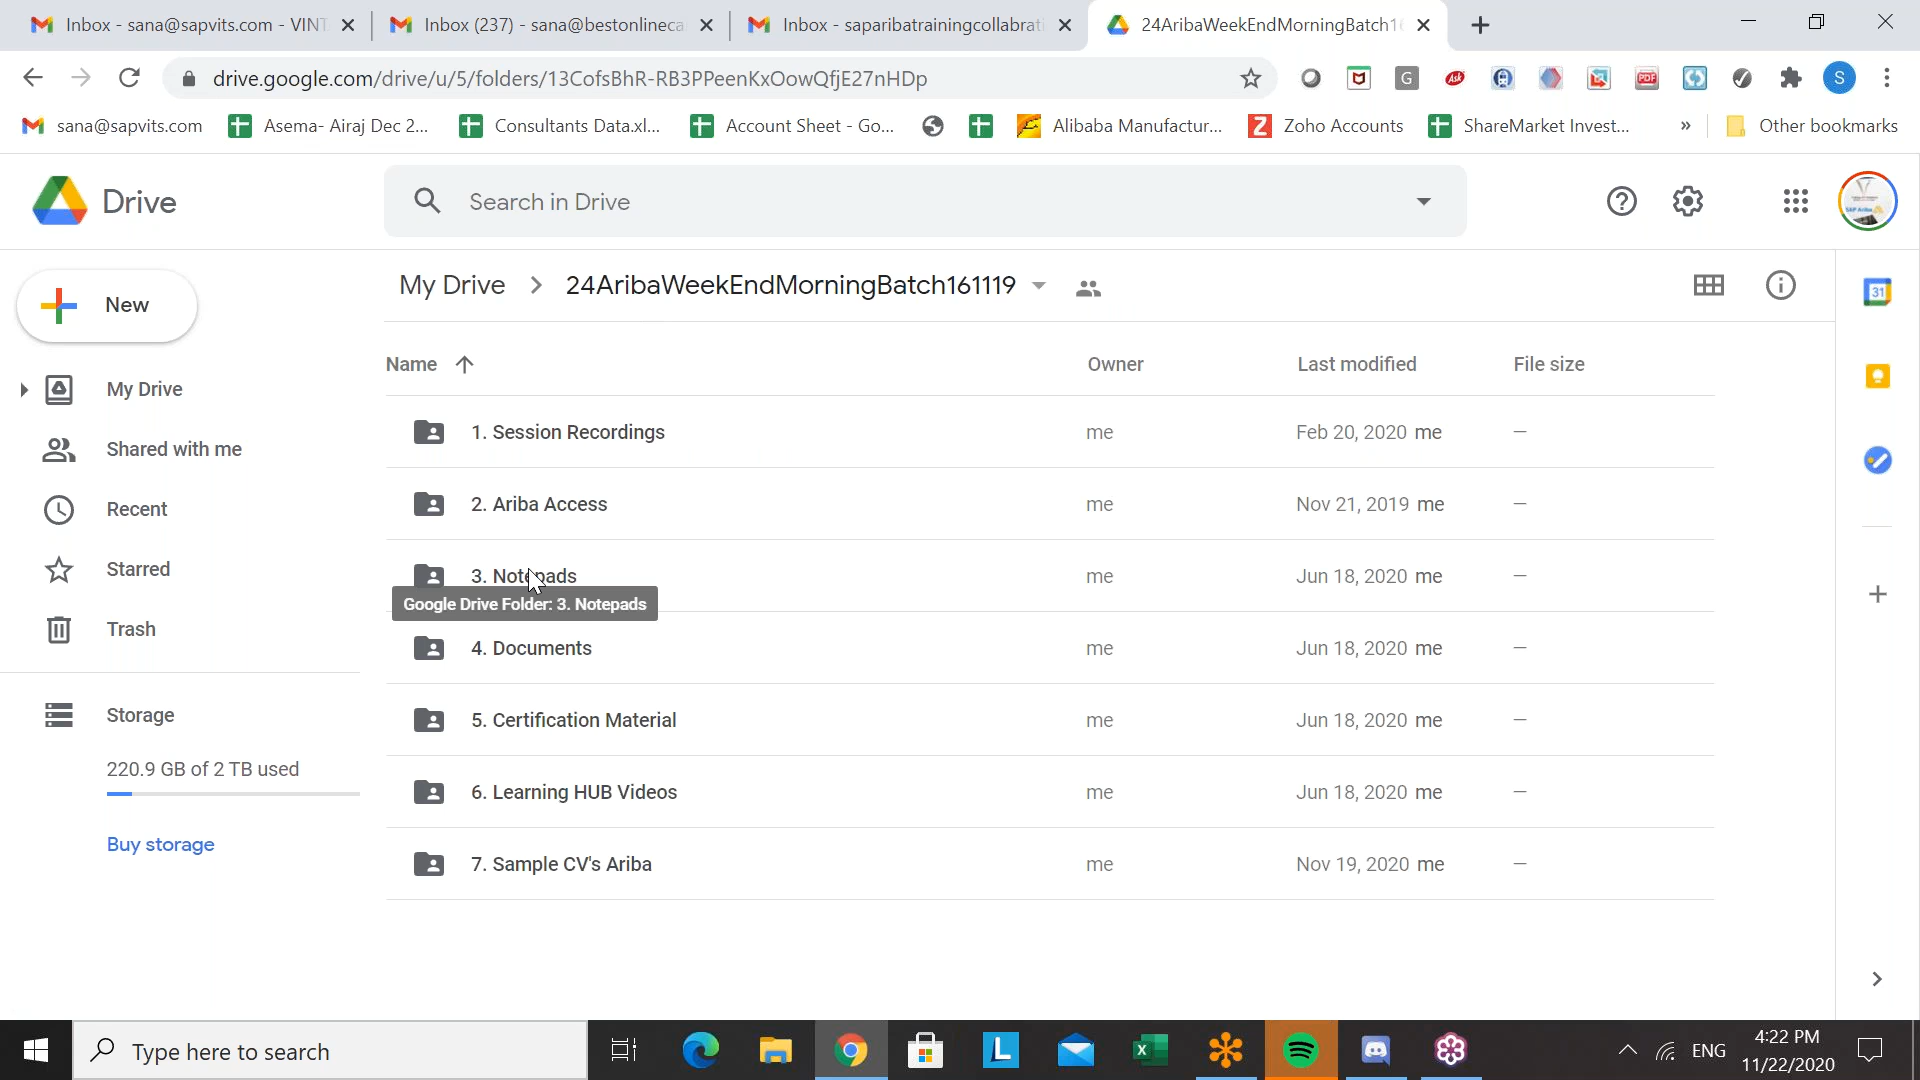 Inbox - sana@sapvits.com - VINT
Inbox (237) - sana@bestonlineca
Inbox - saparibatrainingcollabrati
24AribaWeekEndMorningBatch1
drive.google.com/drive/u/5/folders/13CofsBhR-RB3PPeenKxOowQfjE27nHDp
G
Ask
PDF
S
sana@sapvits.com
Asema- Airaj Dec 2...
Consultants Data.xl...
Account Sheet - Go...
Alibaba Manufactur...
Z Zoho Accounts
ShareMarket Invest...
»
Other bookmarks
Drive
Search in Drive
New
My Drive
Shared with me
Recent
Starred
Trash
Storage
220.9 GB of 2 TB used
Buy storage
My Drive > 24AribaWeekEndMorningBatch161119
Name Owner Last modified File size
1. Session Recordings me Feb 20, 2020 me –
2. Ariba Access me Nov 21, 2019 me –
3. Notepads me Jun 18, 2020 me –
Google Drive Folder: 3. Notepads
4. Documents me Jun 18, 2020 me –
5. Certification Material me Jun 18, 2020 me –
6. Learning HUB Videos me Jun 18, 2020 me –
7. Sample CV's Ariba me Nov 19, 2020 me –
31
Type here to search
L
X
ENG
4:22 PM
11/22/2020